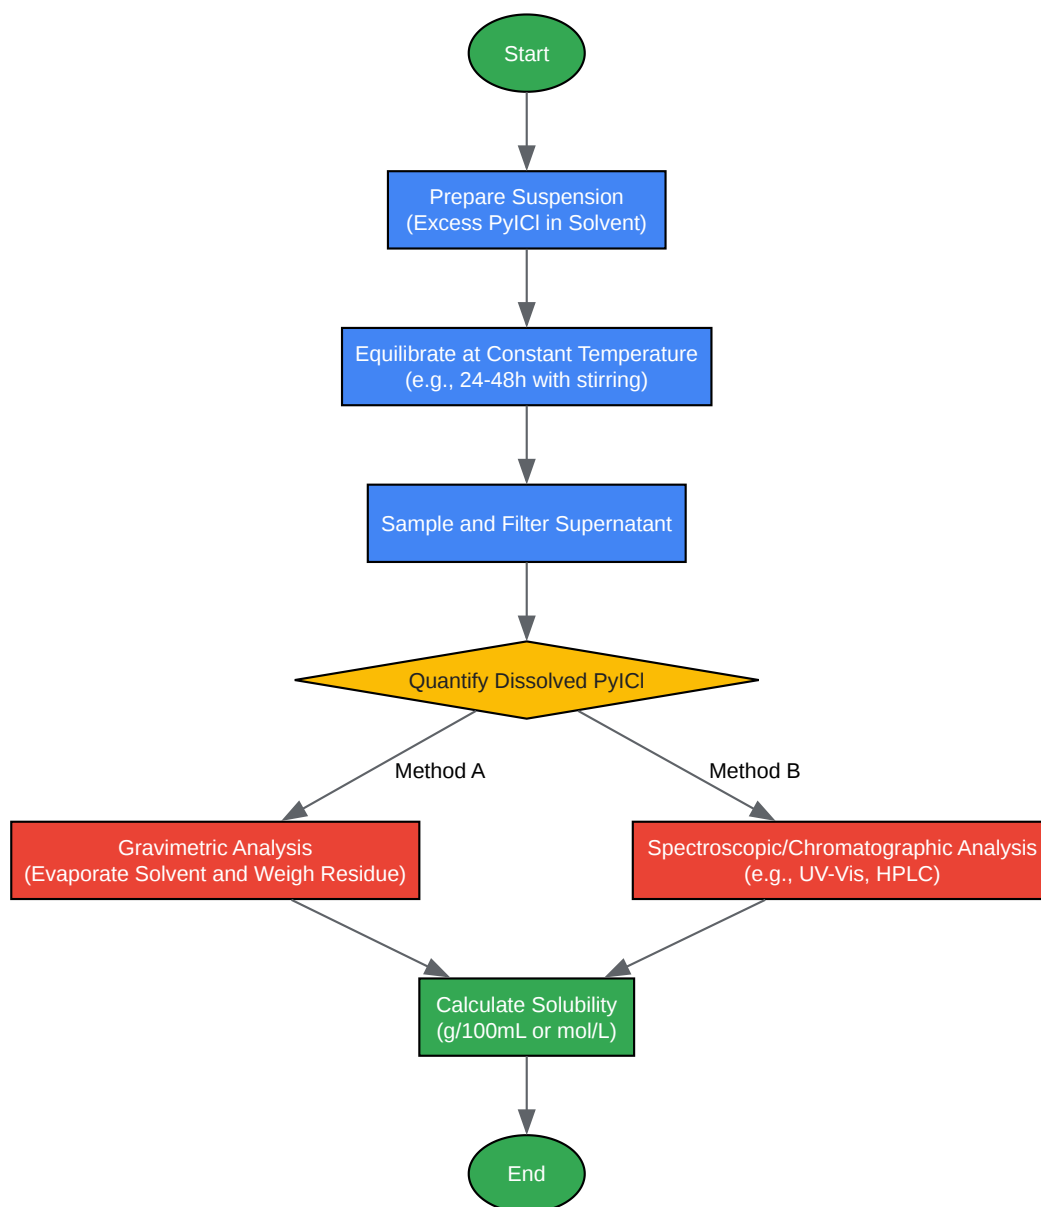 Start
Prepare Suspension
(Excess PyICl in Solvent)
Equilibrate at Constant Temperature
(e.g., 24-48h with stirring)
Sample and Filter Supernatant
Quantify Dissolved PyICl
Method A
Method B
Gravimetric Analysis
(Evaporate Solvent and Weigh Residue)
Spectroscopic/Chromatographic Analysis
(e.g., UV-Vis, HPLC)
Calculate Solubility
(g/100mL or mol/L)
End